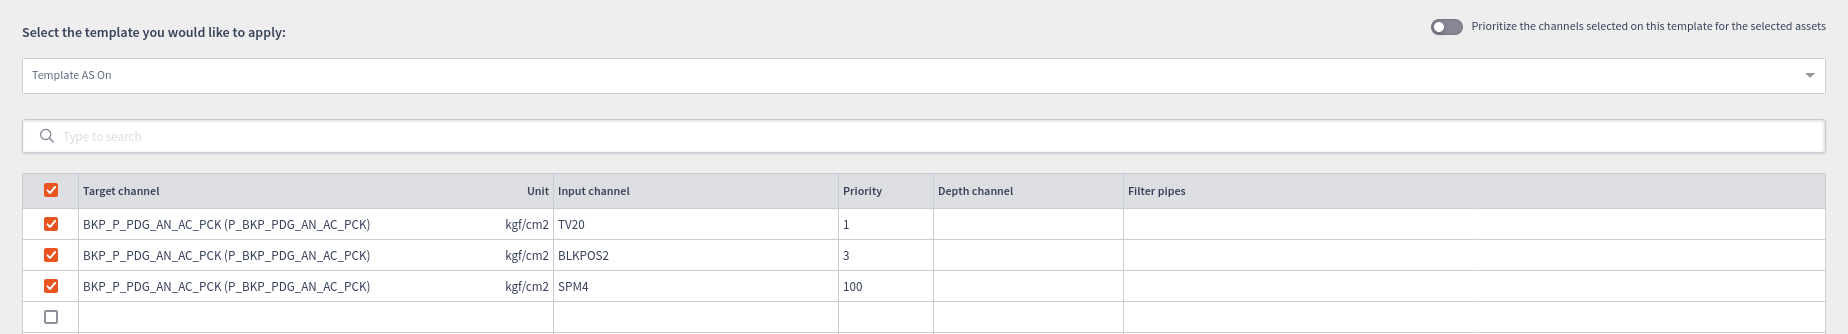 Select the template you would like to apply:
Prioritize the channels selected on this template for the selected assets
Template AS On
Type to search
Target channel Unit Input channel Priority Depth channel Filter pipes
BKP_P_PDG_AN_AC_PCK (P_BKP_PDG_AN_AC_PCK) kgf/cm2 TV20 1
BKP_P_PDG_AN_AC_PCK (P_BKP_PDG_AN_AC_PCK) kgf/cm2 BLKPOS2 3
BKP_P_PDG_AN_AC_PCK (P_BKP_PDG_AN_AC_PCK) kgf/cm2 SPM4 100